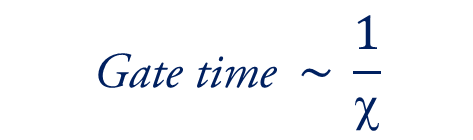 Gate time ~ 1/χ